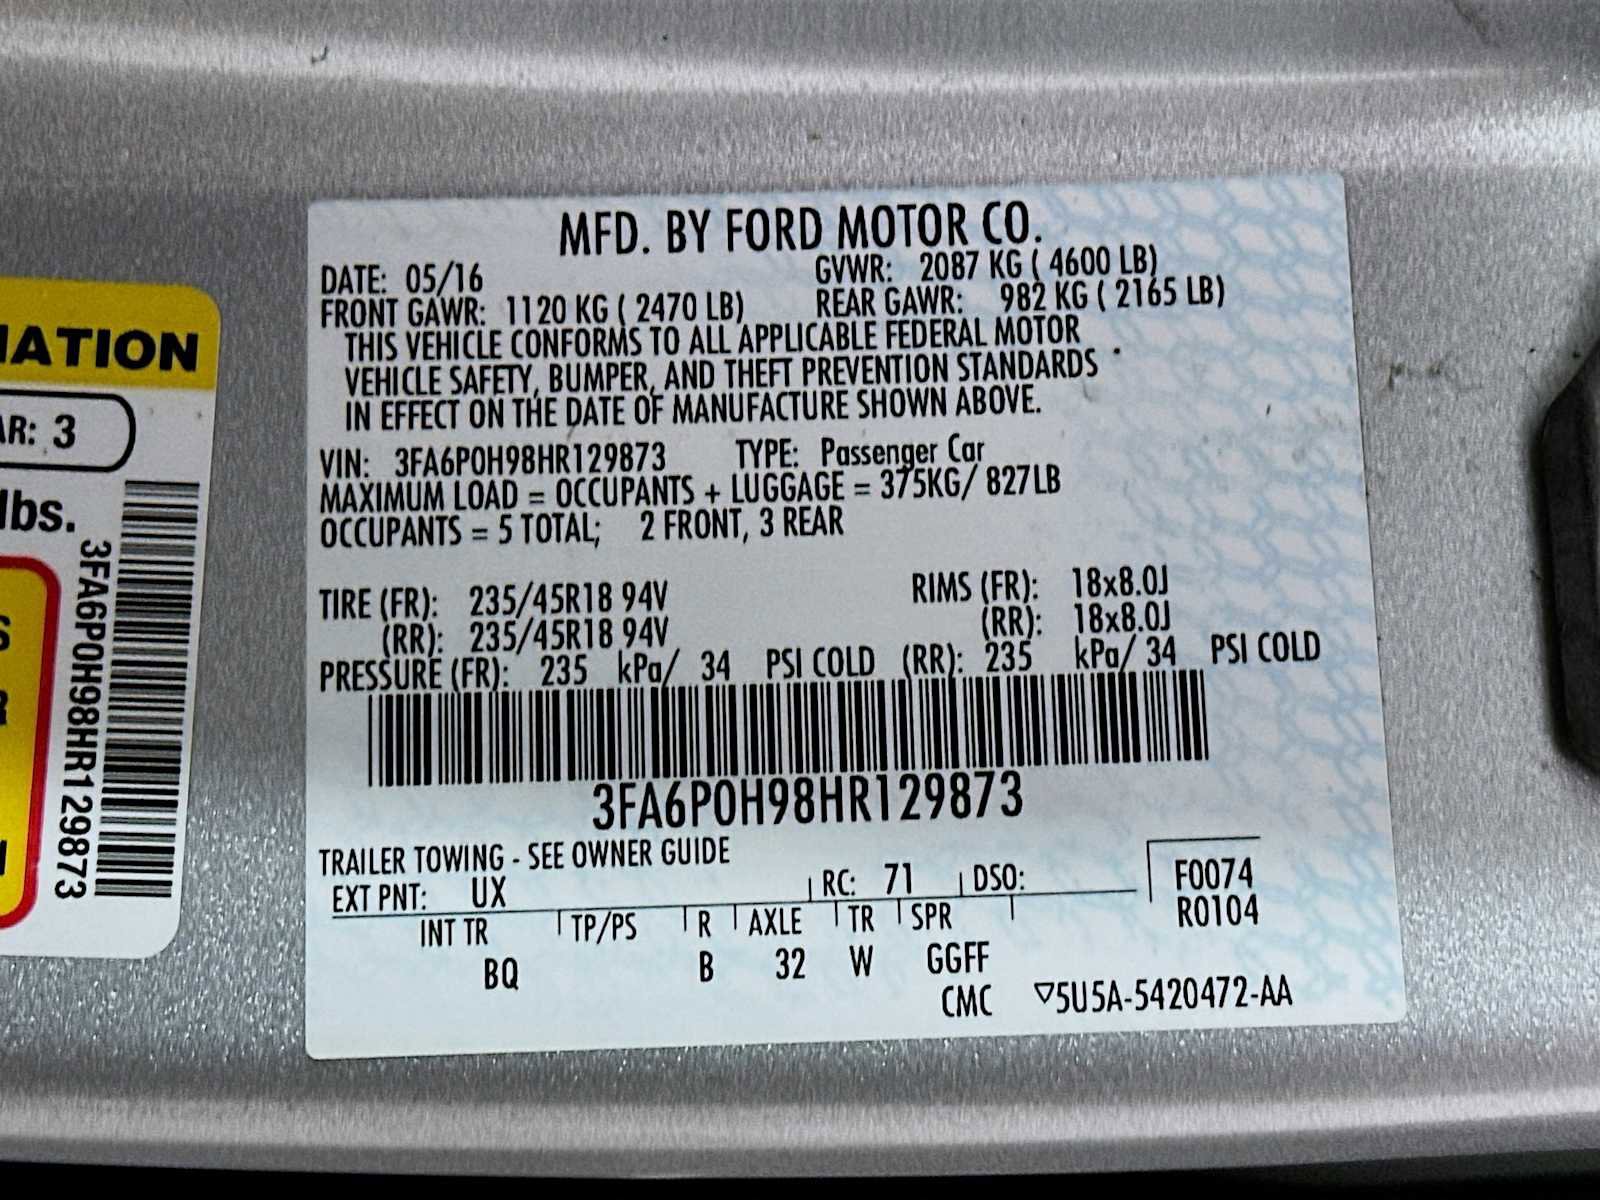 MFD. BY FORD MOTOR CO.
DATE: 05/16 GVWR: 2087 KG ( 4600 LB)
FRONT GAWR: 1120 KG ( 2470 LB) REAR GAWR: 982 KG ( 2165 LB)
THIS VEHICLE CONFORMS TO ALL APPLICABLE FEDERAL MOTOR
VEHICLE SAFETY, BUMPER, AND THEFT PREVENTION STANDARDS
IN EFFECT ON THE DATE OF MANUFACTURE SHOWN ABOVE.
VIN: 3FA6P0H98HR129873 TYPE: Passenger Car
MAXIMUM LOAD = OCCUPANTS + LUGGAGE = 375KG/ 827LB
OCCUPANTS = 5 TOTAL; 2 FRONT, 3 REAR
TIRE (FR): 235/45R18 94V RIMS (FR): 18x8.0J
(RR): 235/45R18 94V (RR): 18x8.0J
PRESSURE (FR): 235 kPa/ 34 PSI COLD (RR): 235 kPa/ 34 PSI COLD
3FA6P0H98HR129873
TRAILER TOWING - SEE OWNER GUIDE
EXT PNT: UX RC: 71 DSO: F0074
R0104
INT TR TP/PS R AXLE TR SPR
BQ B 32 W GGFF
CMC ▽5U5A-5420472-AA
IATION
AR: 3
lbs.
3FA6P0H98HR129873